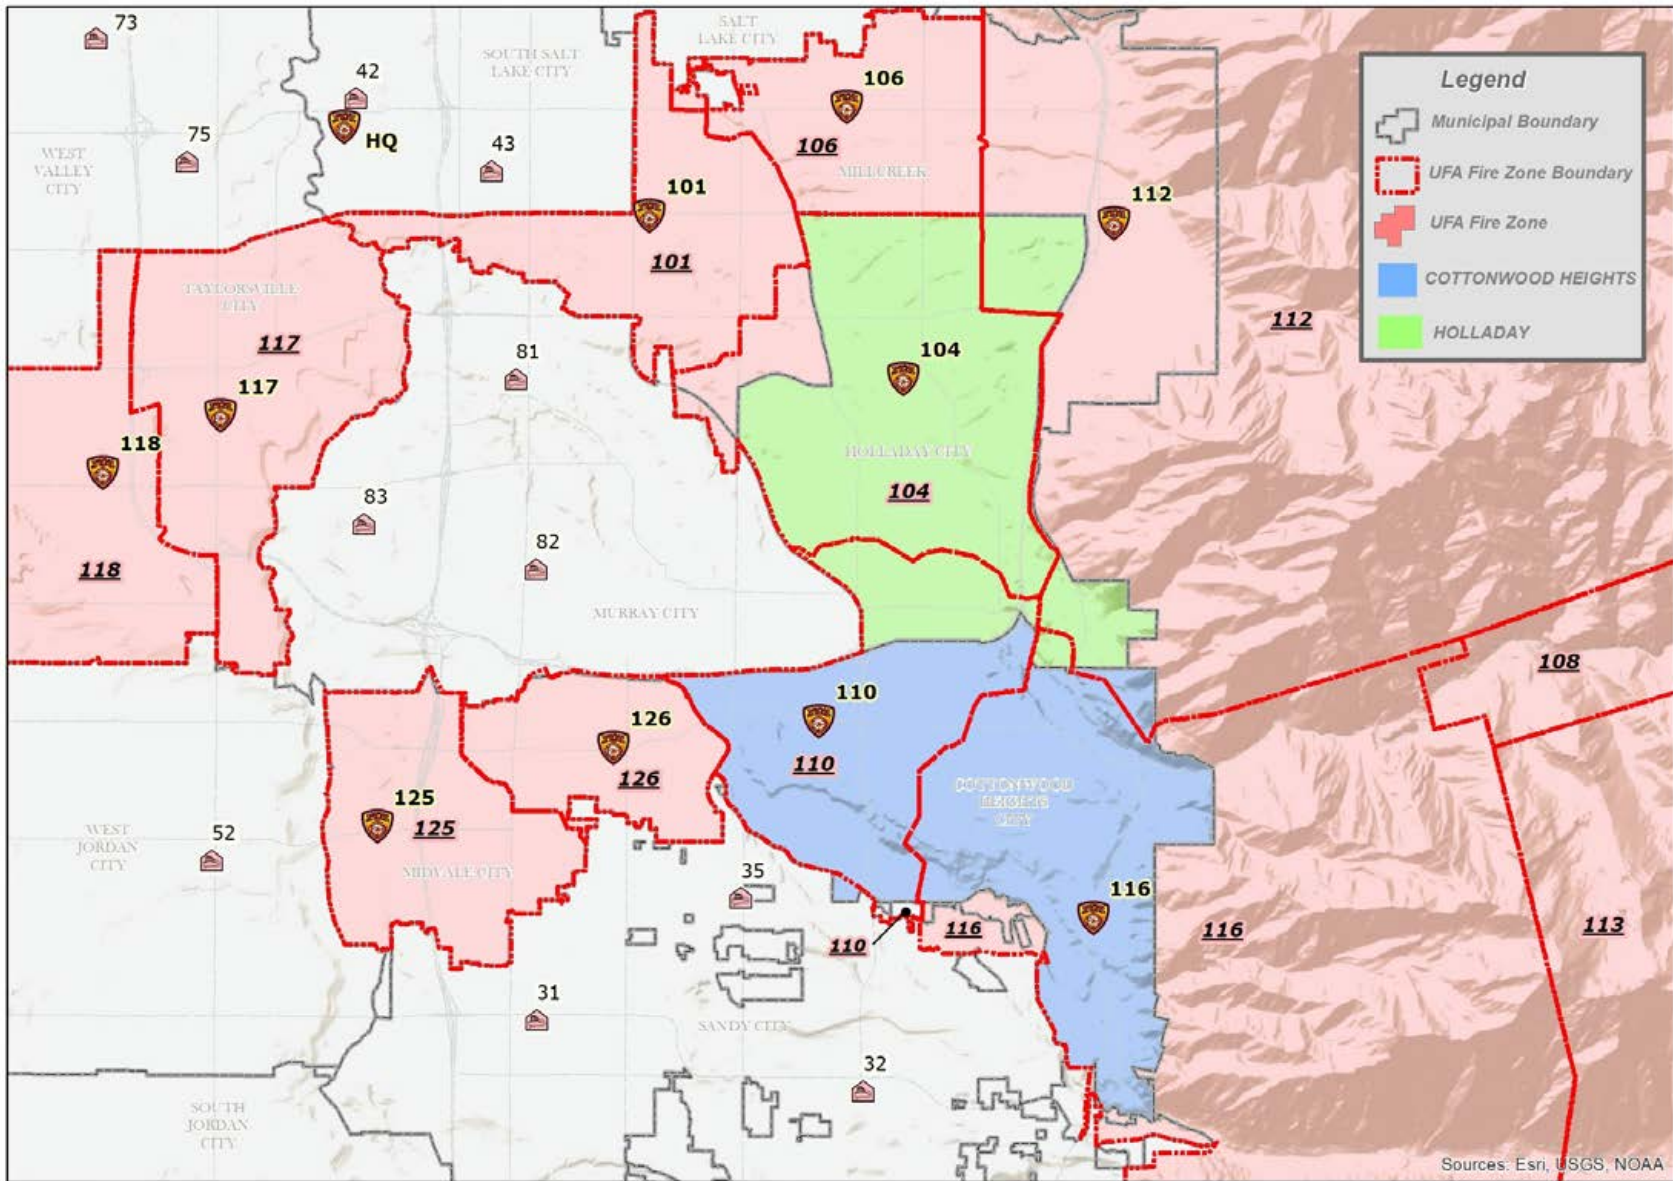 73
SALT
LAKE CITY
SOUTH SALT
LAKE CITY
42
106
HQ
75
43
106
WEST
VALLEY
CITY
MILLCREEK
101
112
101
TAYLORSVILLE
CITY
117
112
81
104
117
118
HOLLADAY CITY
104
83
82
118
MURRAY CITY
108
110
126
110
126
COTTONWOOD
HEIGHTS
CITY
125
125
WEST
JORDAN
CITY
52
MIDVALE CITY
35
116
116
116
113
110
31
SANDY CITY
32
SOUTH
JORDAN
CITY
Legend
Municipal Boundary
UFA Fire Zone Boundary
UFA Fire Zone
COTTONWOOD HEIGHTS
HOLLADAY
Sources: Esri, USGS, NOAA